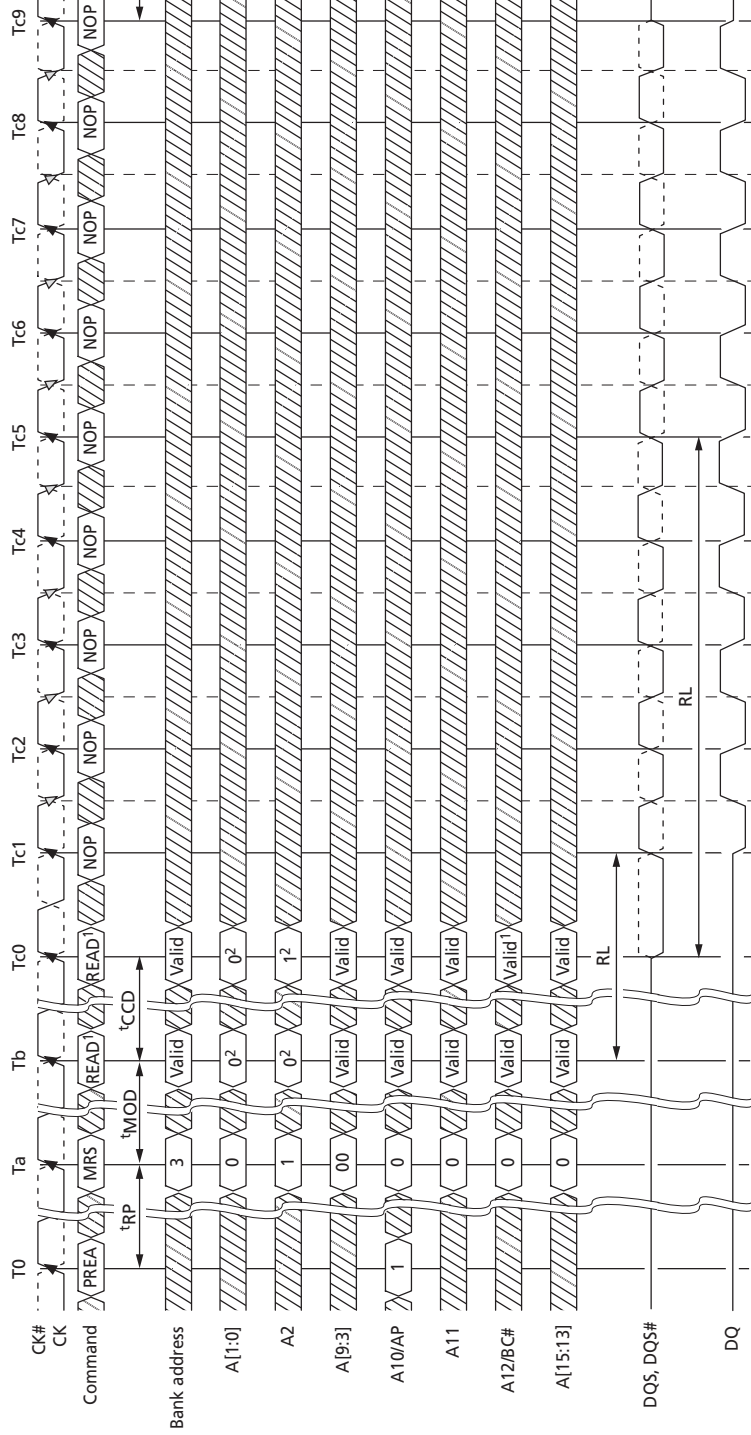 T0 Ta Tb Tc0 Tc1 Tc2 Tc3 Tc4 Tc5 Tc6 Tc7 Tc8 Tc9
CK#
CK
Command PREA MRS READ1 READ1 NOP NOP NOP NOP NOP NOP NOP NOP NOP
tRP tMOD tCCD
Bank address 3 Valid Valid
A[1:0] 0 02 02
A2 1 02 12
A[9:3] 00 Valid Valid
A10/AP 1 0 Valid Valid
A11 0 Valid Valid
A12/BC# 0 Valid Valid1
A[15:13] 0 Valid Valid
RL
DQS, DQS#
RL
DQ